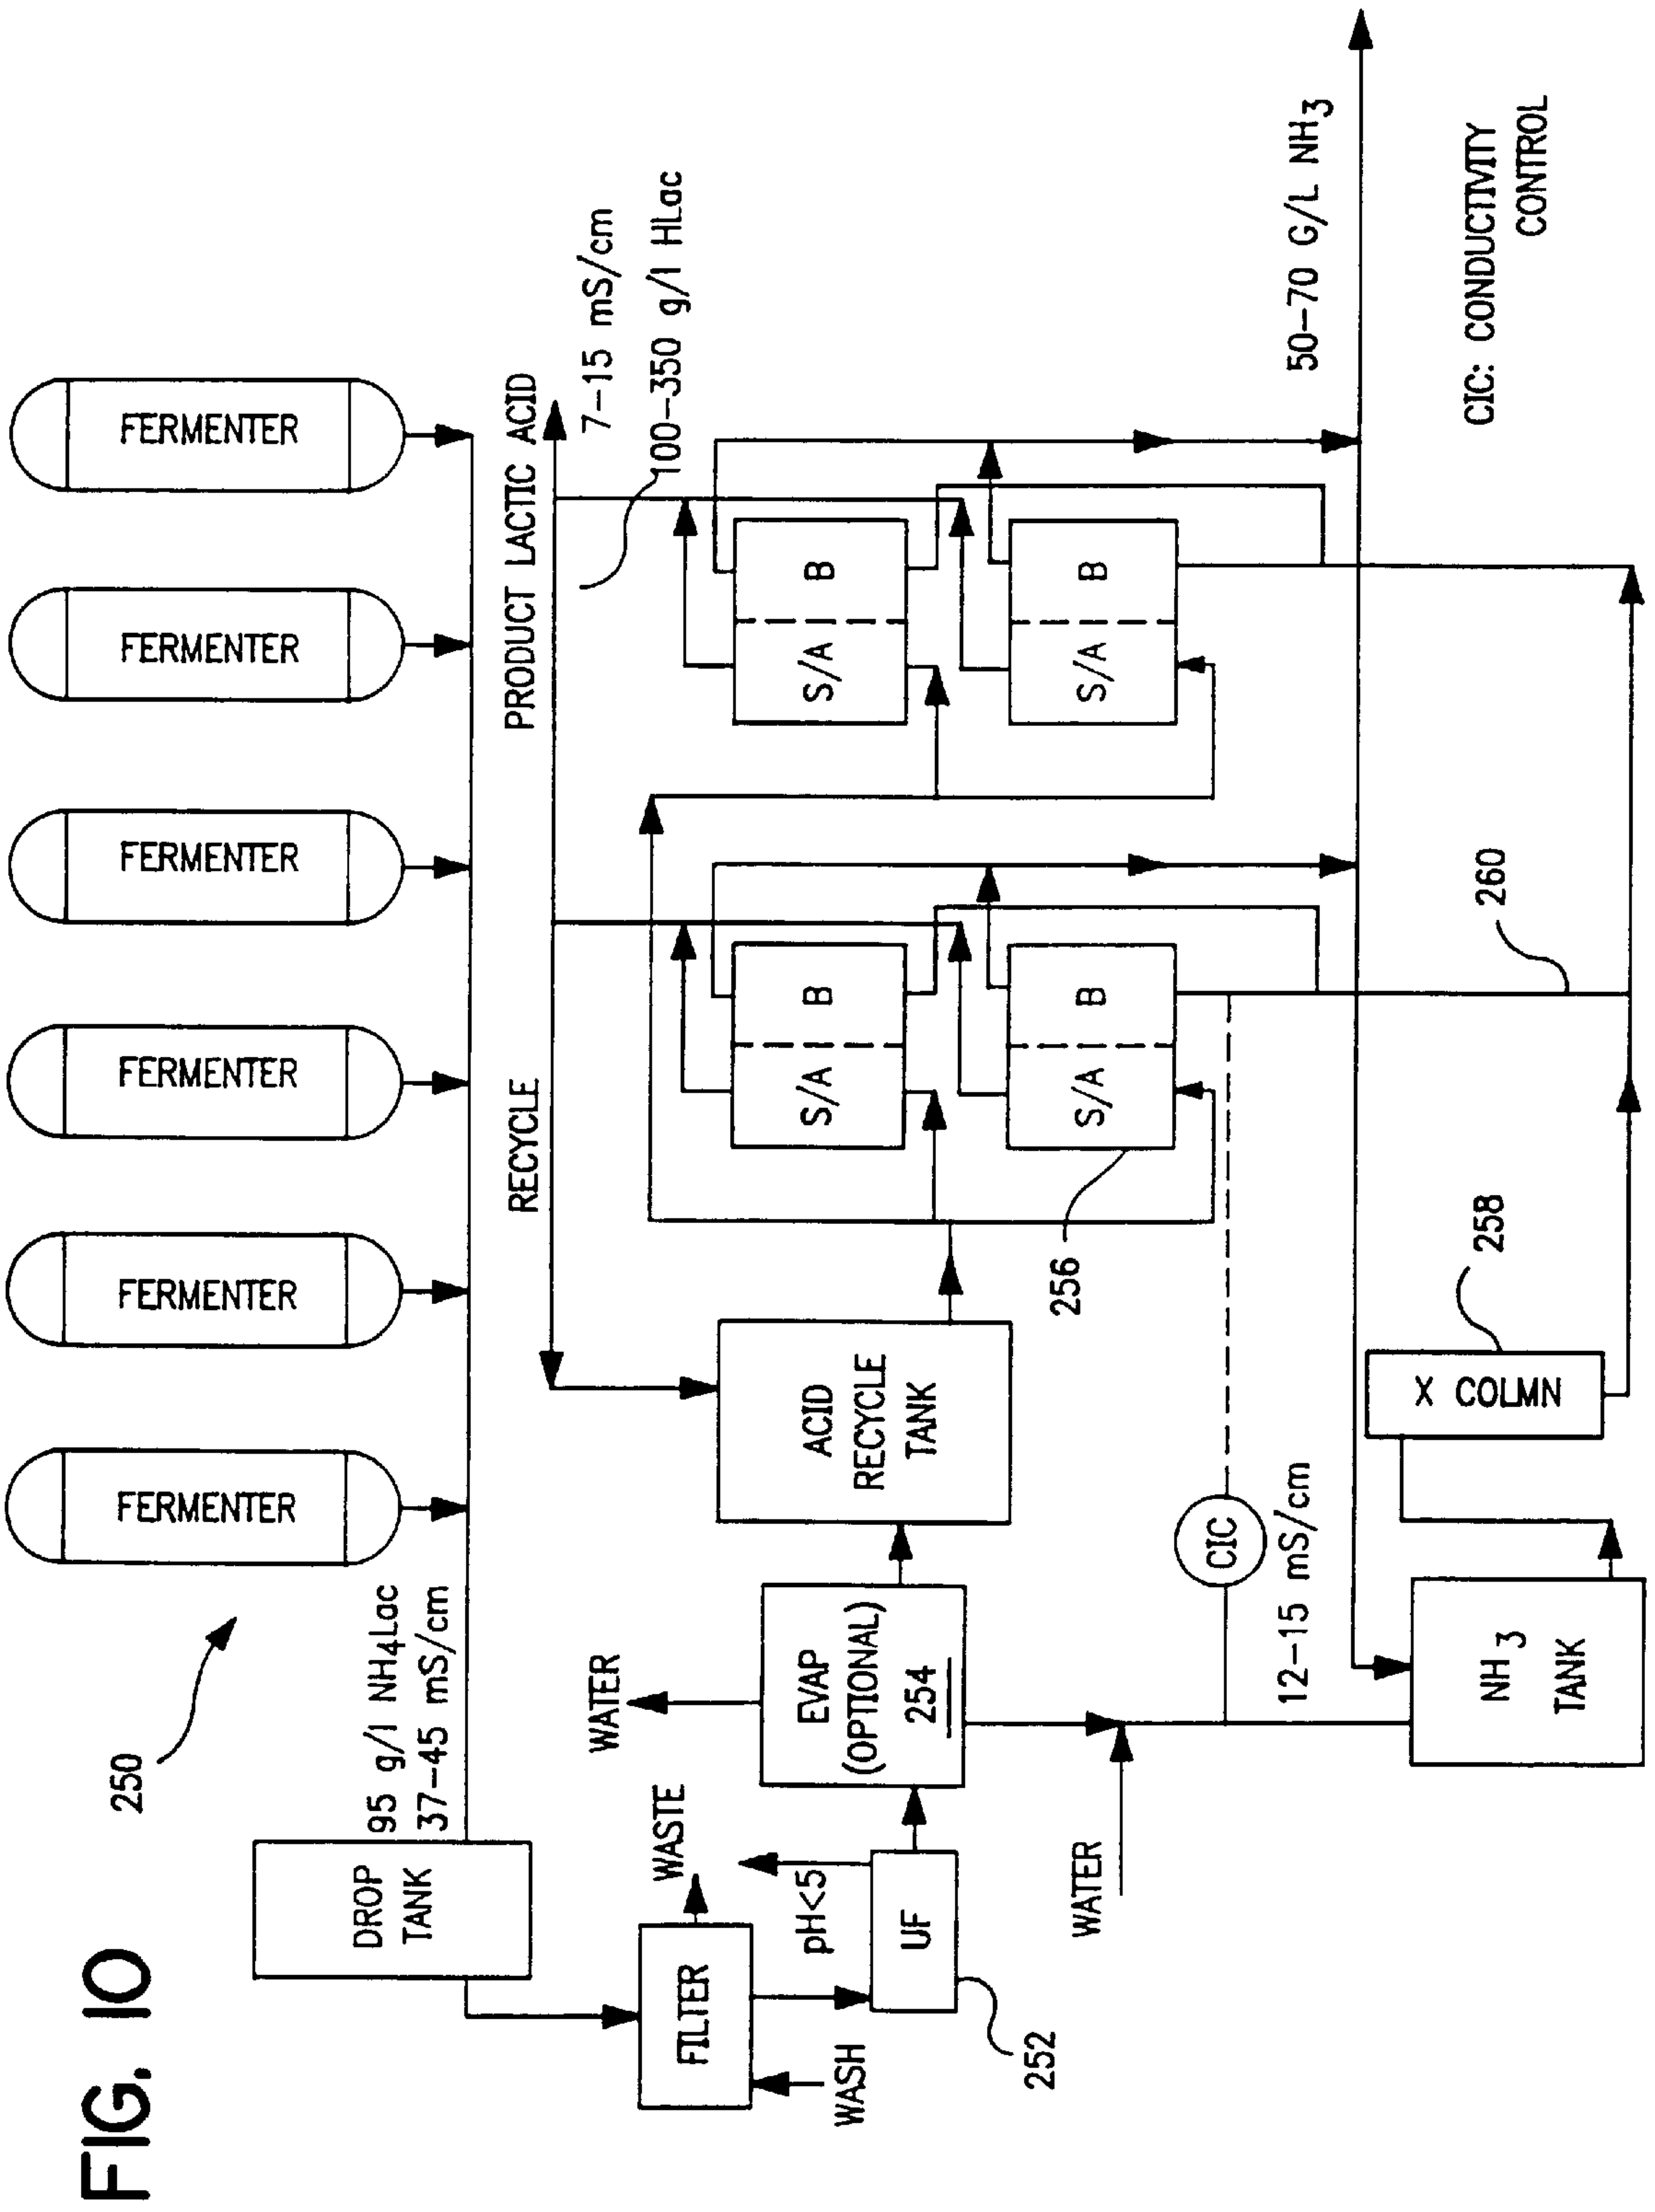 FIG. 10
250
FERMENTER
FERMENTER
FERMENTER
FERMENTER
FERMENTER
FERMENTER
DROP
TANK
95 g/l NH4Lac
37-45 mS/cm
RECYCLE
PRODUCT LACTIC ACID
7-15 mS/cm
100-350 g/l HLac
FILTER
WASTE
WASH
pH<5
UF
252
WATER
EVAP
(OPTIONAL)
254
ACID
RECYCLE
TANK
S/A
B
S/A
B
S/A
B
S/A
B
256
WATER
CIC
12-15 mS/cm
NH3
TANK
X COLMN
258
260
50-70 G/L NH3
CIC: CONDUCTIVITY
CONTROL